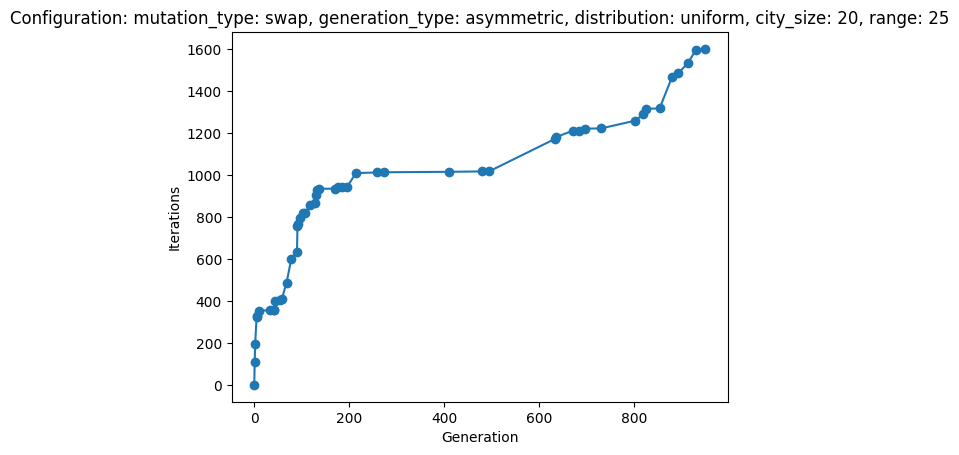 Configuration: mutation_type: swap, generation_type: asymmetric, distribution: uniform, city_size: 20, range: 25
1600
1400
1200
1000
800
600
400
200
0
Iterations
0 200 400 600 800
Generation